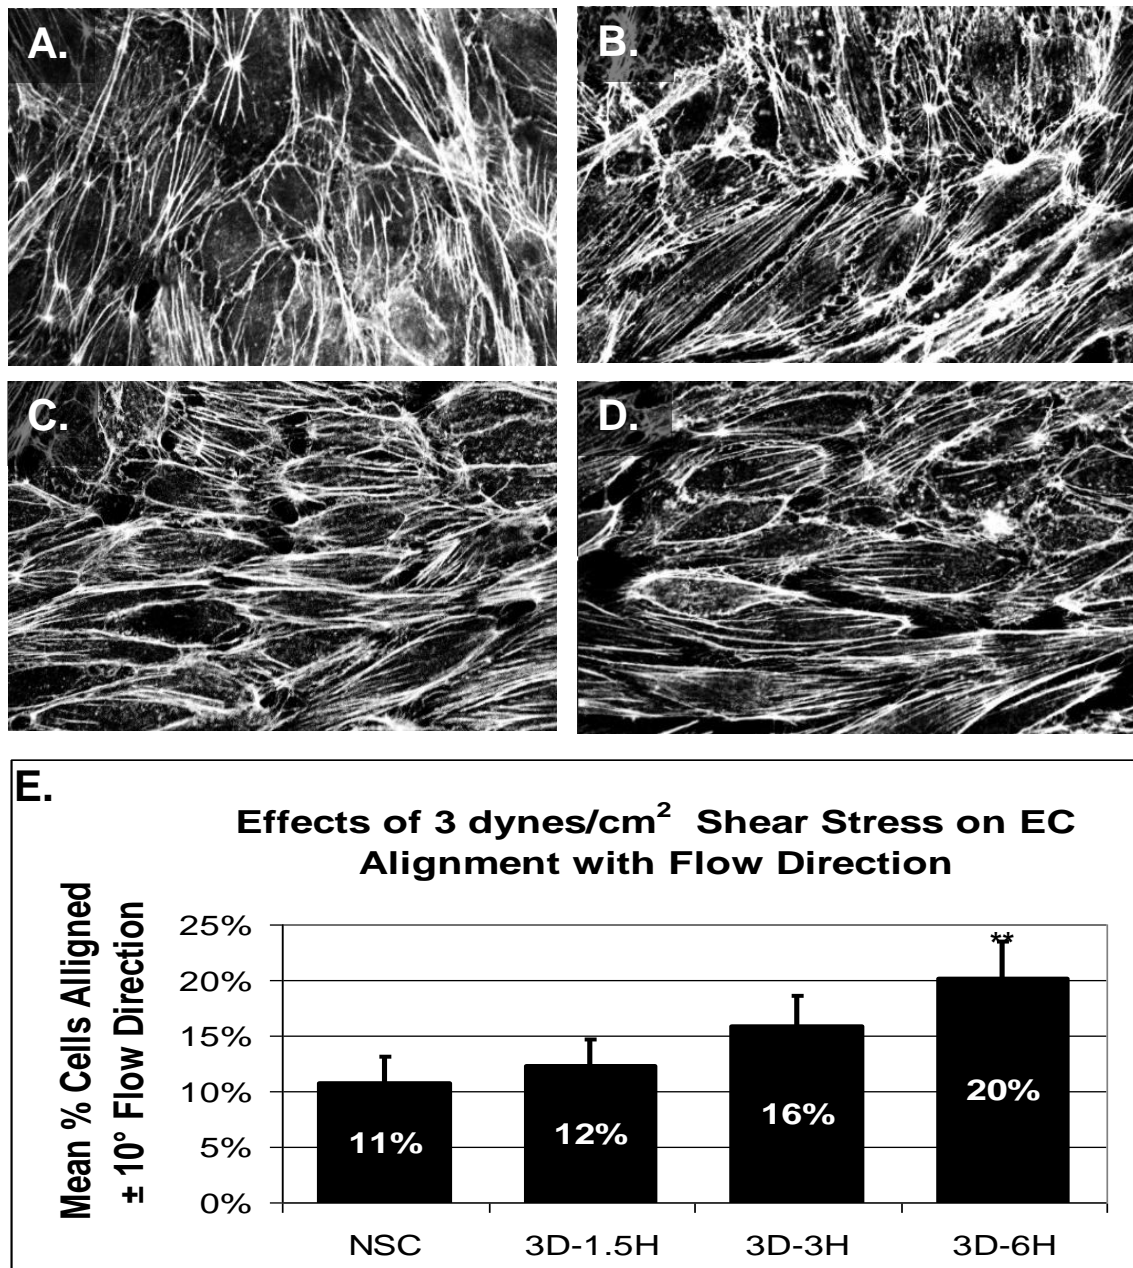 A.
B.
C.
D.
E.
Effects of 3 dynes/cm² Shear Stress on EC
Alignment with Flow Direction
Mean % Cells Alligned
± 10° Flow Direction
25%
20%
15%
10%
5%
0%
**
11%
12%
16%
20%
NSC
3D-1.5H
3D-3H
3D-6H